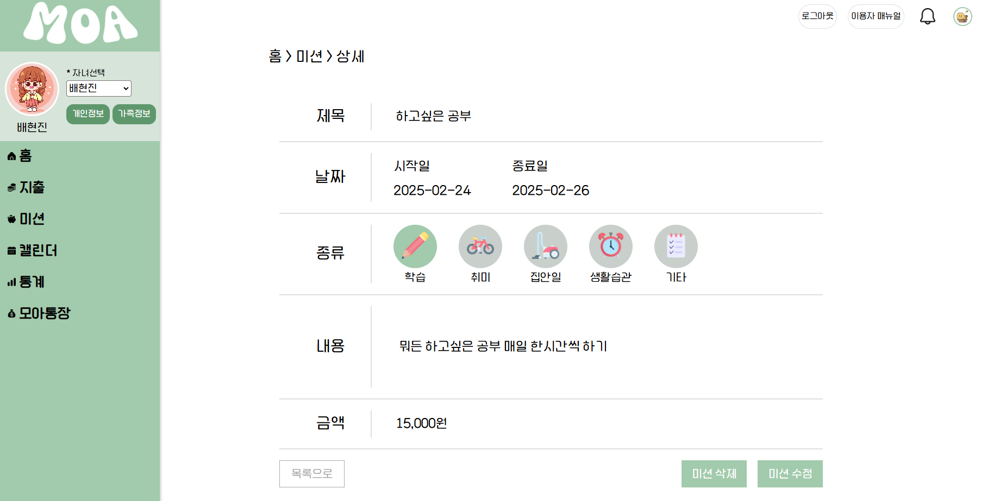 MOA
로그아웃
이용자 매뉴얼
* 자녀선택
배현진
개인정보
가족정보
배현진
홈
지출
미션
캘린더
통계
모아통장
홈 > 미션 > 상세
제목
하고싶은 공부
날짜
시작일
종료일
2025-02-24
2025-02-26
종류
학습
취미
집안일
생활습관
기타
내용
뭐든 하고싶은 공부 매일 한시간씩 하기
금액
15,000원
목록으로
미션 삭제
미션 수정